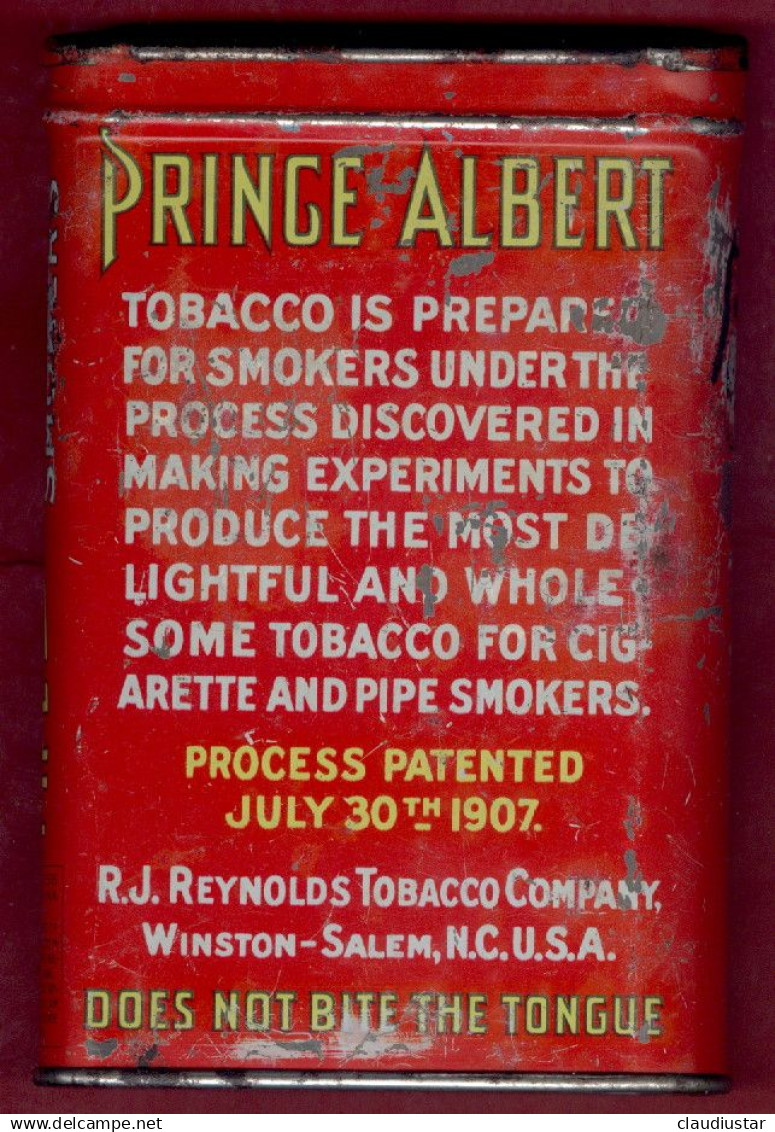 PRINCE ALBERT
TOBACCO IS PREPARED
FOR SMOKERS UNDER THE
PROCESS DISCOVERED IN
MAKING EXPERIMENTS TO
PRODUCE THE MOST DE-
LIGHTFUL AND WHOLE-
SOME TOBACCO FOR CIG-
ARETTE AND PIPE SMOKERS.
PROCESS PATENTED
JULY 30TH 1907.
R.J. REYNOLDS TOBACCO COMPANY,
WINSTON-SALEM, N.C. U.S.A.
DOES NOT BITE THE TONGUE
www.delcampe.net
claudiustar